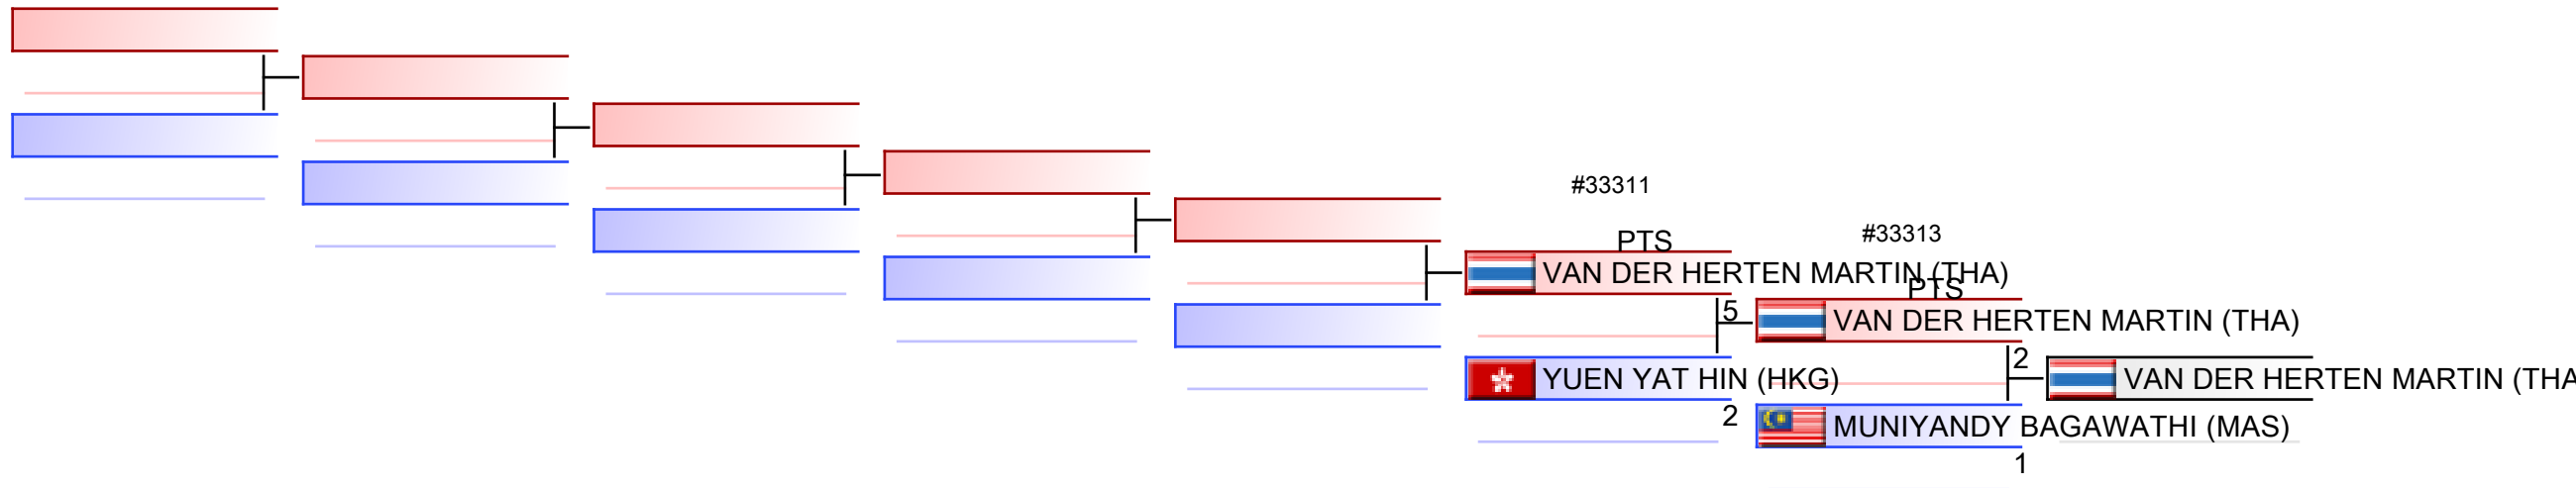 #33311
PTS
VAN DER HERTEN MARTIN (THA)
5
YUEN YAT HIN (HKG)
2
#33313
PTS
VAN DER HERTEN MARTIN (THA)
2
MUNIYANDY BAGAWATHI (MAS)
1
VAN DER HERTEN MARTIN (THA